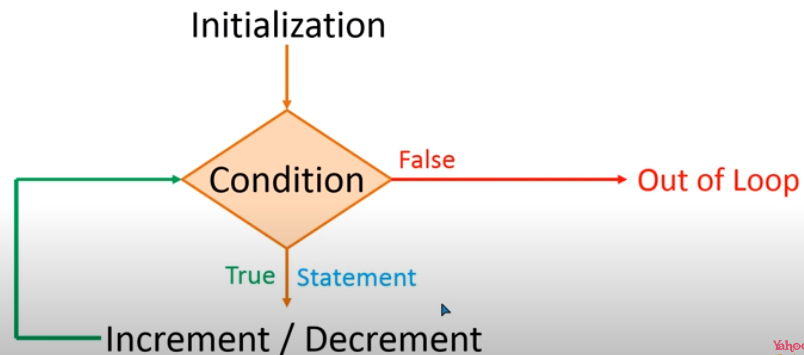 Initialization
Condition
False
Out of Loop
True
Statement
Increment / Decrement